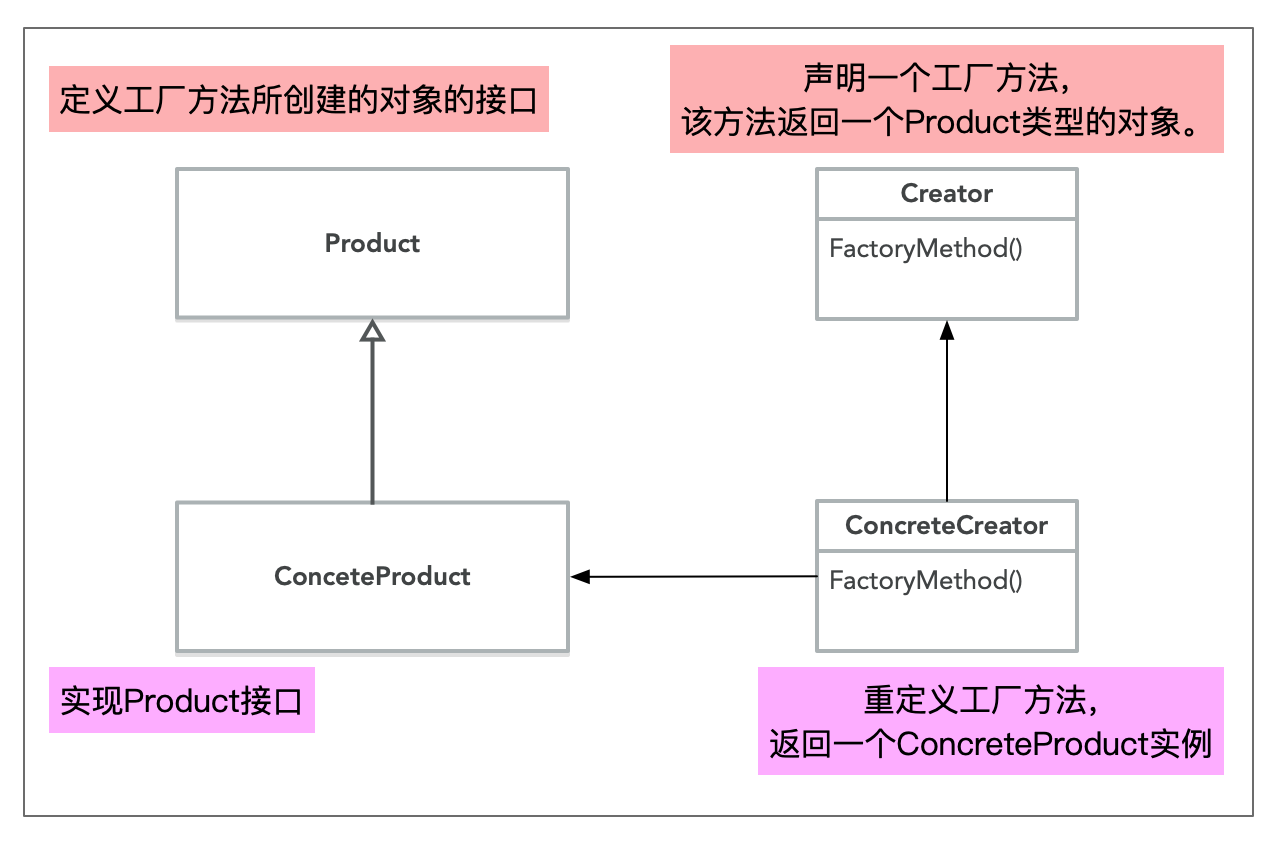 定义工厂方法所创建的对象的接口
声明一个工厂方法，
该方法返回一个Product类型的对象。
Product
Creator
FactoryMethod()
ConceteProduct
ConcreteCreator
FactoryMethod()
实现Product接口
重定义工厂方法，
返回一个ConcreteProduct实例